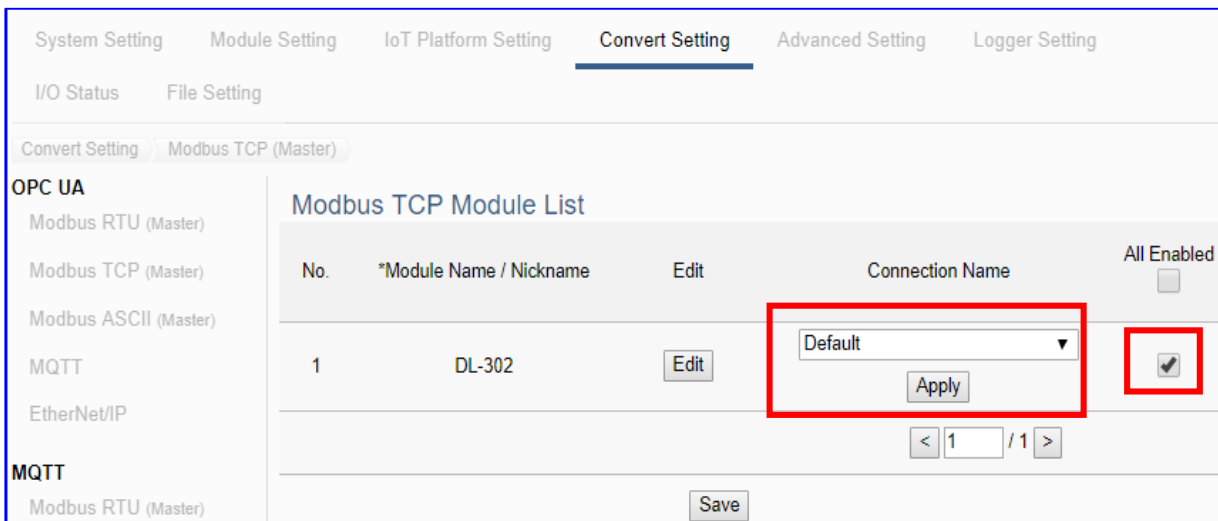 System Setting Module Setting IoT Platform Setting Convert Setting Advanced Setting Logger Setting
I/O Status File Setting
Convert Setting Modbus TCP (Master)
OPC UA
Modbus RTU (Master)
Modbus TCP (Master)
Modbus ASCII (Master)
MQTT
EtherNet/IP
MQTT
Modbus RTU (Master)
Modbus TCP Module List
No. *Module Name / Nickname Edit Connection Name All Enabled
1 DL-302 Edit Default
Apply
< 1 / 1 >
Save